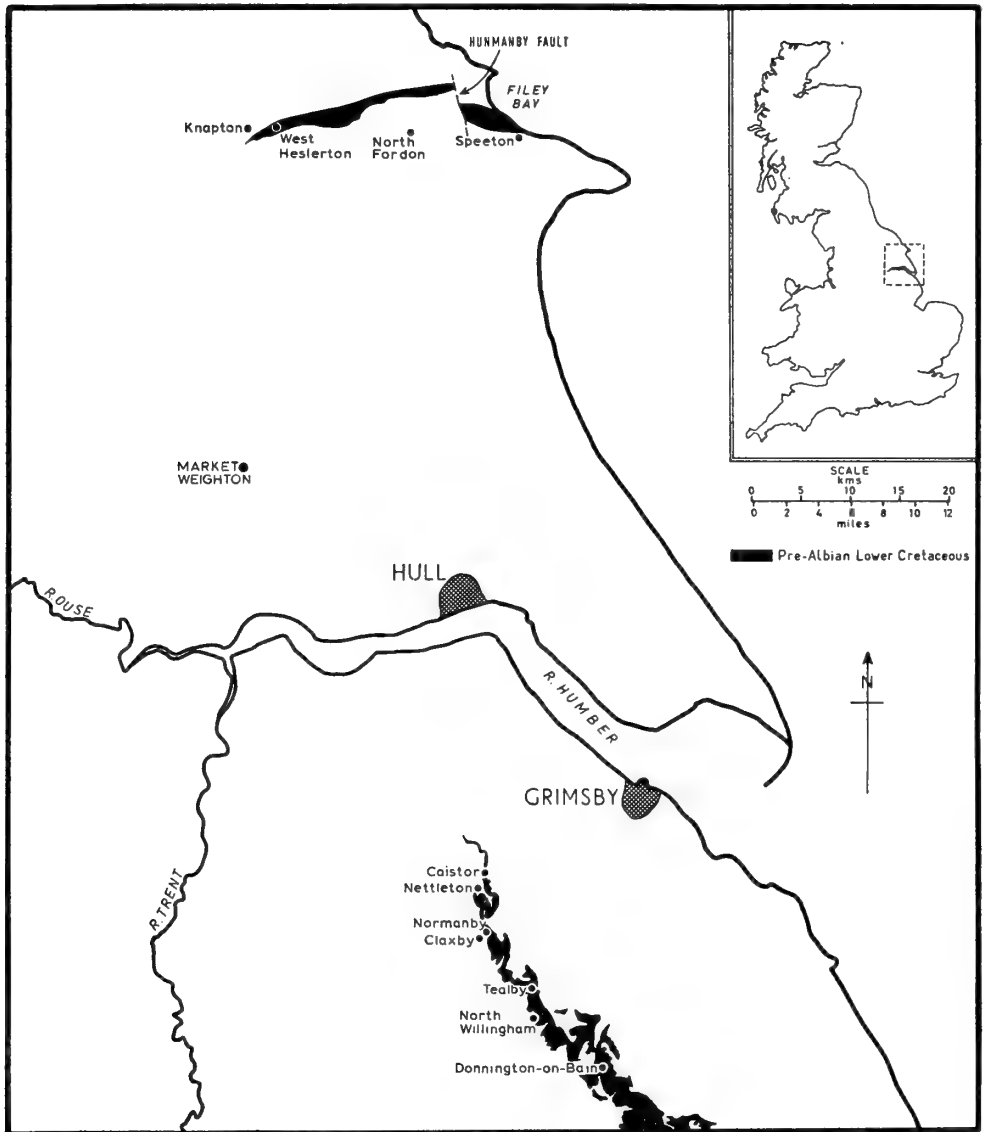 HUNMANBY FAULT
FILEY
BAY
Knapton
West
Heslerton
North
Fordon
Speeton
MARKET
WEIGHTON
SCALE
kms
0 5 10 15 20
0 2 4 6 8 10 12
miles
Pre-Albian Lower Cretaceous
HULL
R.OUSE
R. HUMBER
N
GRIMSBY
R.TRENT
Caistor
Nettleton
Normanby
Claxby
Tealby
North
Willingham
Donnington-on-Bain